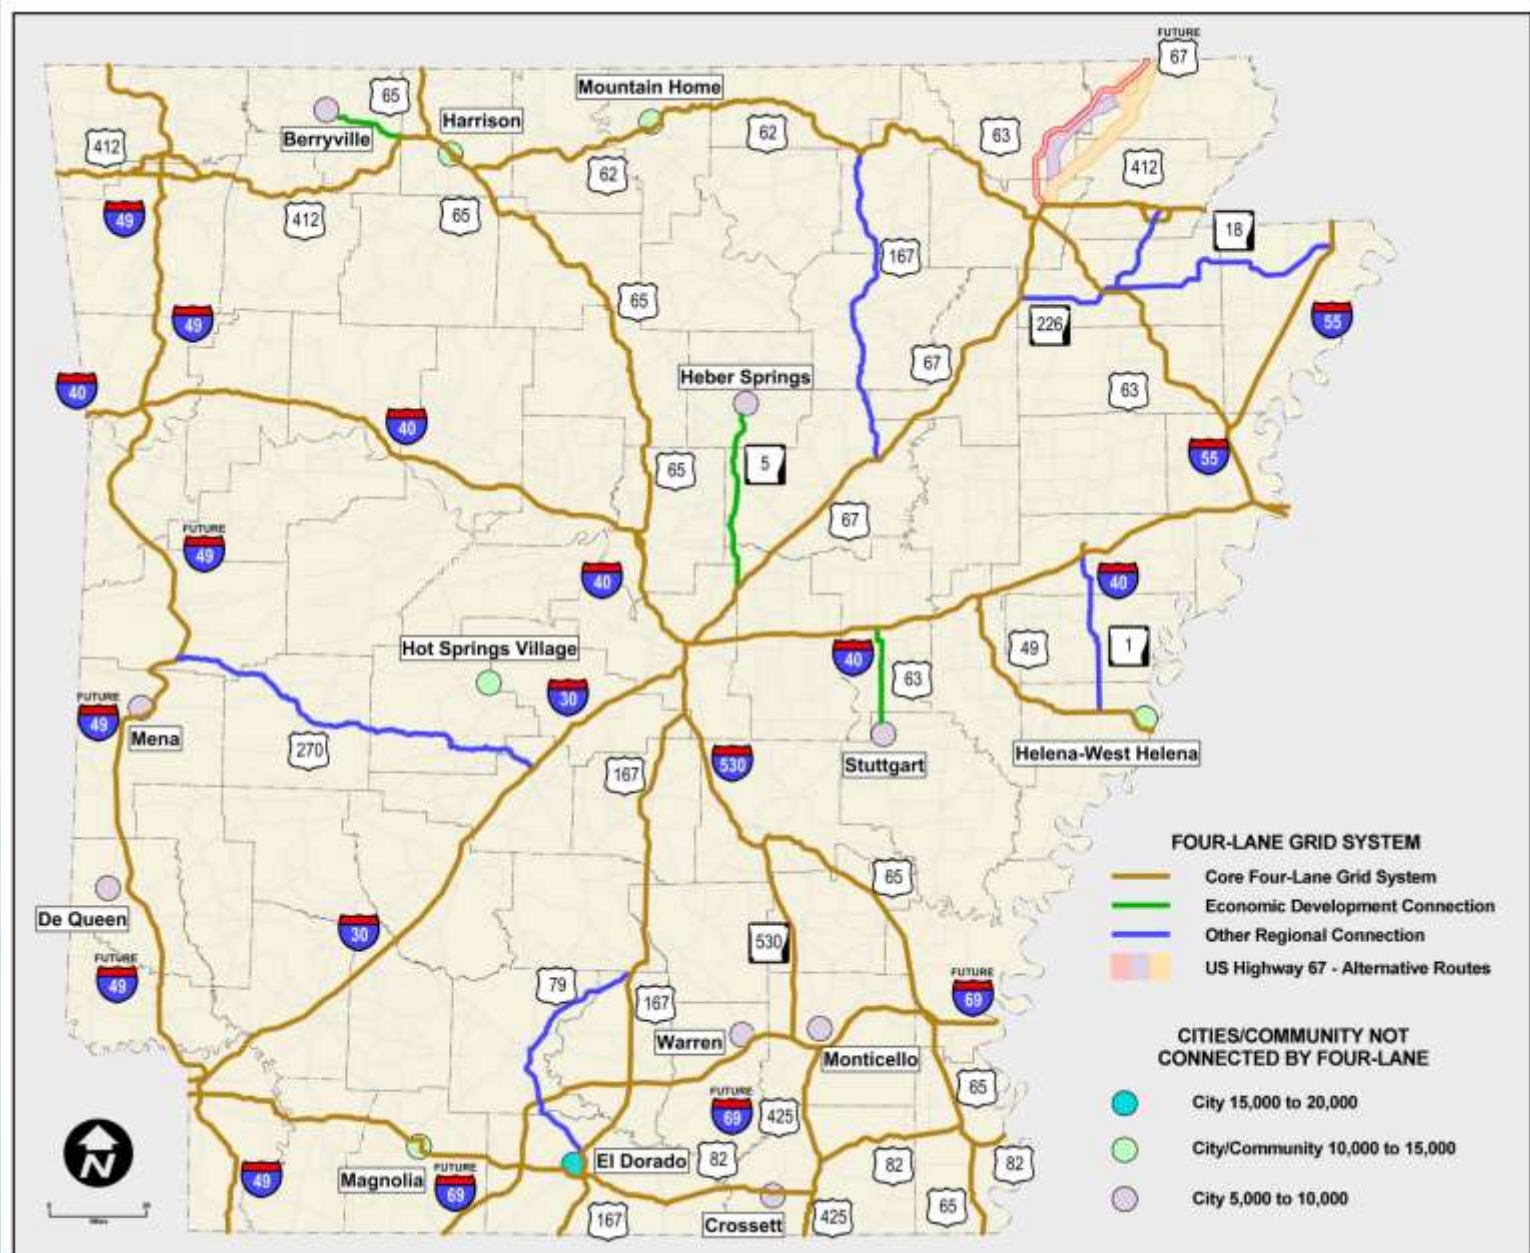 FUTURE
67
65
Mountain Home
Harrison
Berryville
412
62
63
62
412
49
412
65
18
167
65
49
226
55
67
40
Heber Springs
63
40
5
65
55
67
FUTURE
49
40
40
Hot Springs Village
49
1
40
63
30
FUTURE
49
Mena
270
167
530
Stuttgart
Helena-West Helena
FOUR-LANE GRID SYSTEM
Core Four-Lane Grid System
Economic Development Connection
Other Regional Connection
US Highway 67 - Alternative Routes
65
De Queen
30
530
FUTURE
49
79
167
FUTURE
69
Warren
Monticello
CITIES/COMMUNITY NOT
CONNECTED BY FOUR-LANE
City 15,000 to 20,000
City/Community 10,000 to 15,000
City 5,000 to 10,000
65
FUTURE
69
425
N
El Dorado
82
82
82
Magnolia
49
FUTURE
69
Crossett
167
425
65